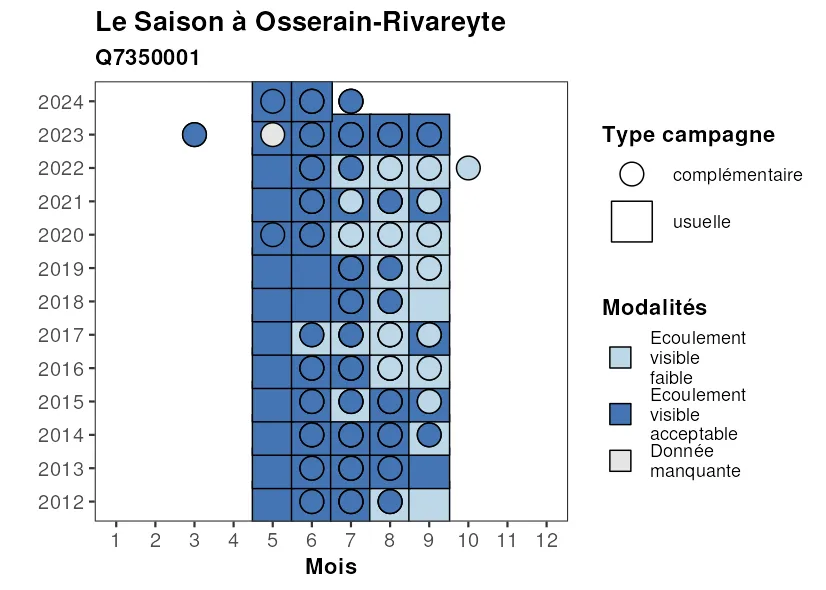 Le Saison à Osserain-Rivareyte
Q7350001
2024
2023
2022
2021
2020
2019
2018
2017
2016
2015
2014
2013
2012
1 2 3 4 5 6 7 8 9 10 11 12
Mois
Type campagne
complémentaire
usuelle
Modalités
Ecoulement
visible
faible
Ecoulement
visible
acceptable
Donnée
manquante